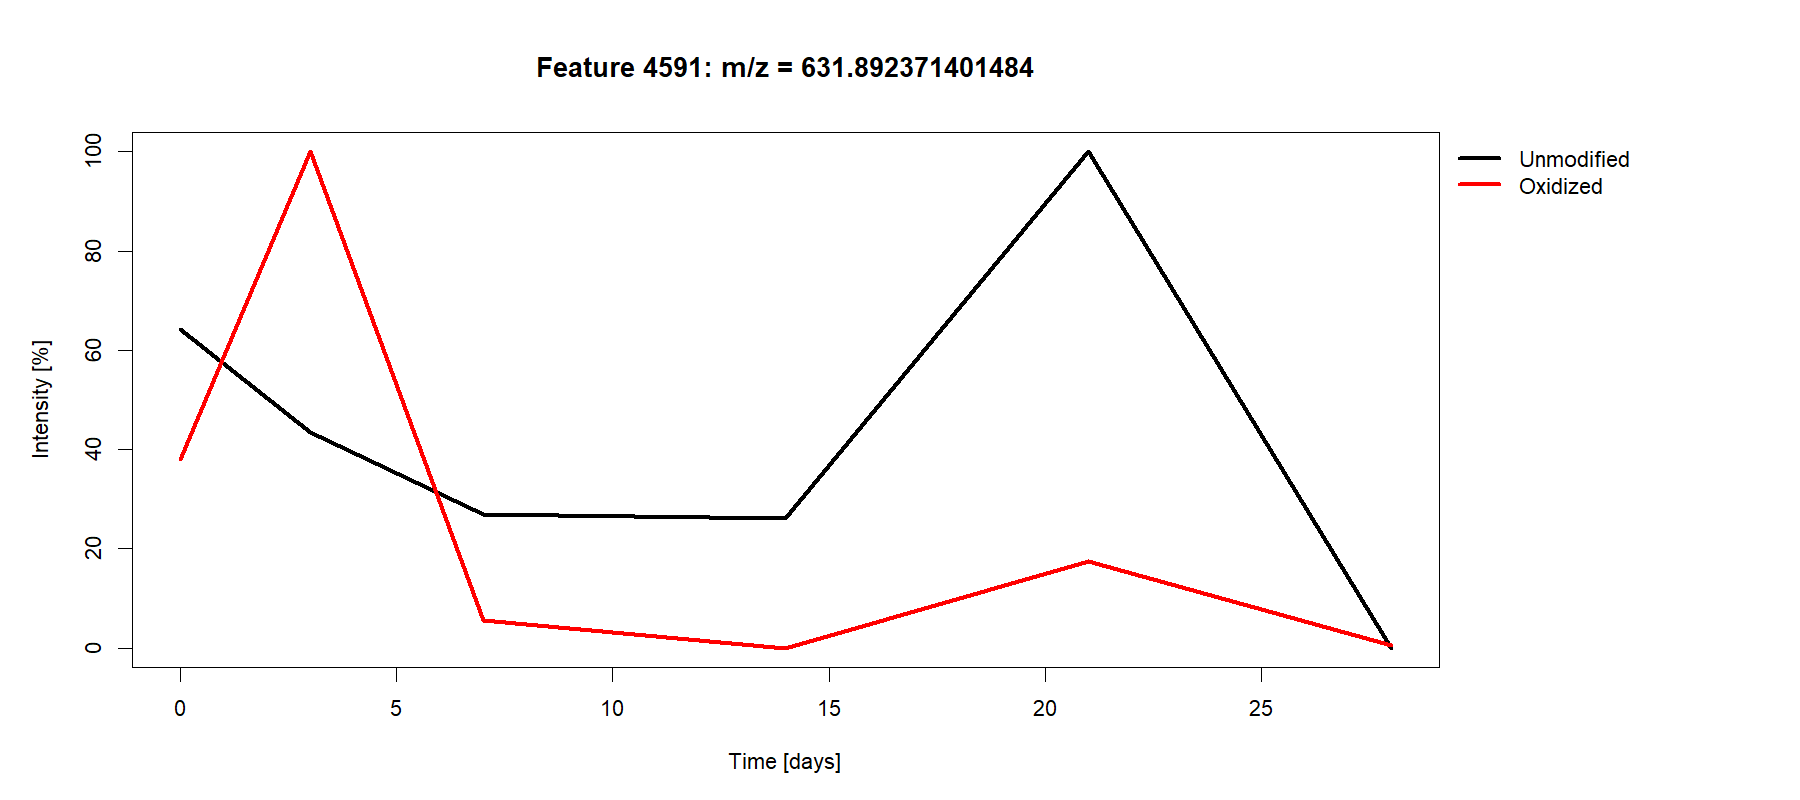 Feature 4591: m/z = 631.892371401484
Unmodified
Oxidized
Intensity [%]
100
80
60
40
20
0
0 5 10 15 20 25
Time [days]